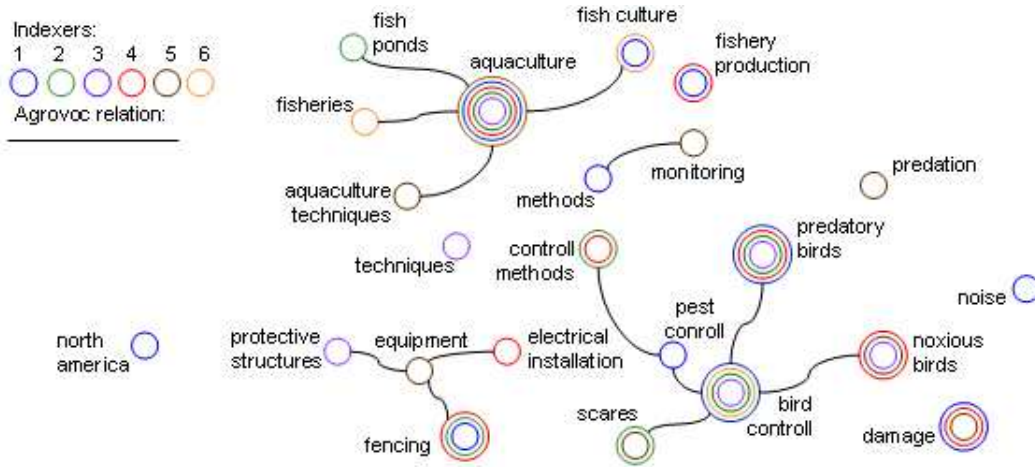 Indexers:
1 2 3 4 5 6
Agrovoc relation:
fish
ponds
fish culture
aquaculture
fishery
production
fisheries
aquaculture
techniques
methods
monitoring
predation
techniques
controll
methods
predatory
birds
noise
north
america
protective
structures
equipment
electrical
installation
pest
conroll
noxious
birds
fencing
scares
bird
controll
damage